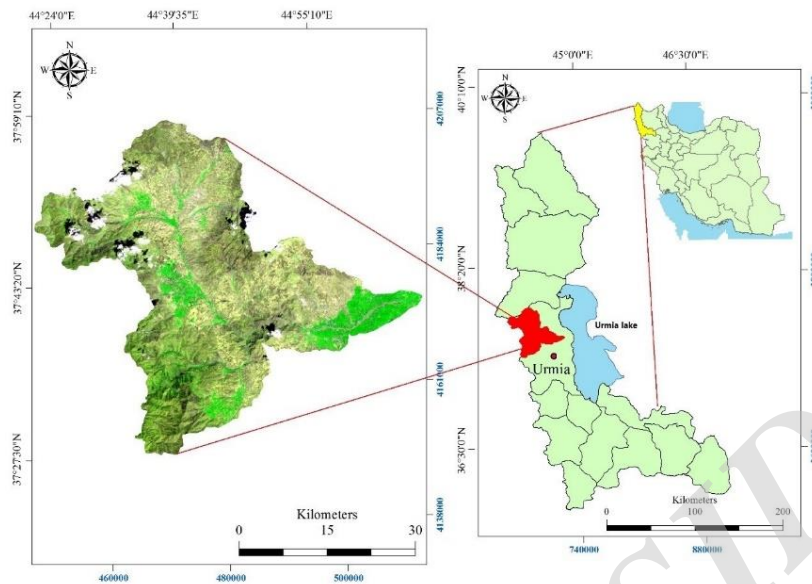 44°24'0"E
44°39'35"E
44°55'10"E
N
W
E
S
37°59'10"N
37°43'20"N
37°27'30"N
4207000
4184000
4161000
4138000
Kilometers
0
15
30
460000
480000
500000
45°0'0"E
46°30'0"E
N
W
E
S
40°10'0"N
38°20'0"N
36°30'0"N
Urmia lake
Urmia
Kilometers
0
100
200
740000
880000
SID